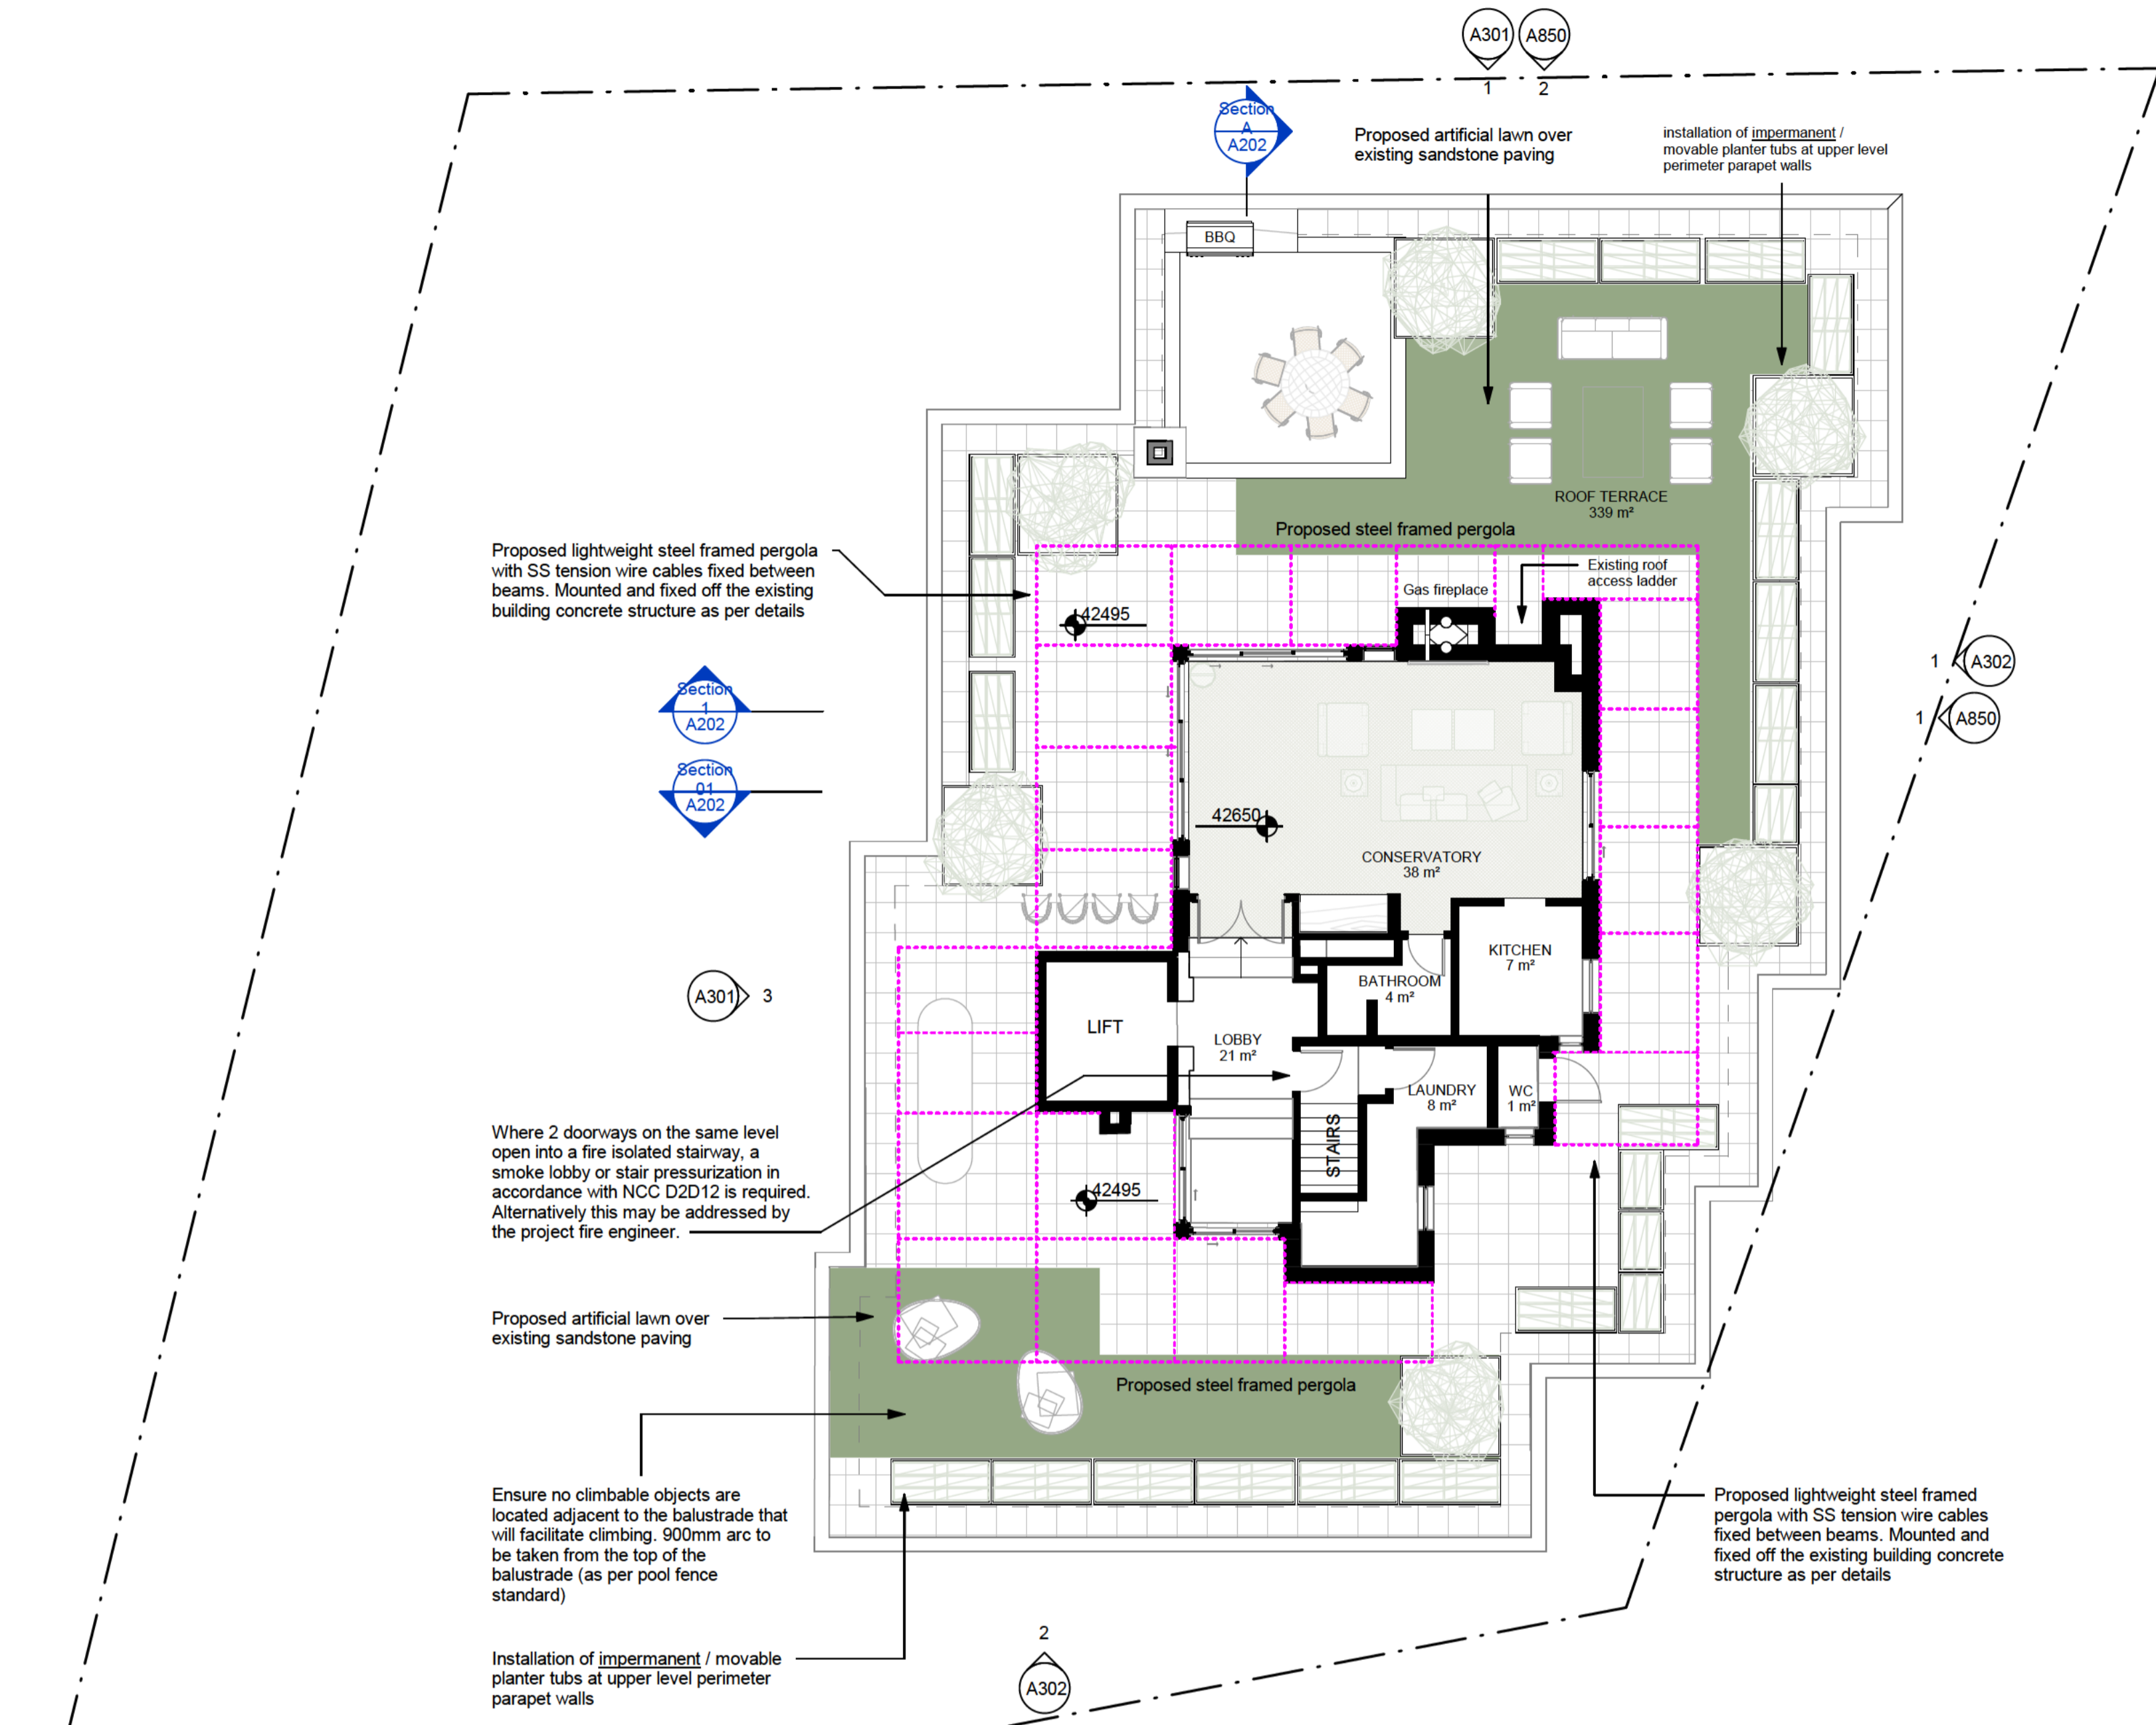 A301
A850
1
2
Section
A
A202
Proposed artificial lawn over
existing sandstone paving
installation of impermanent /
movable planter tubs at upper level
perimeter parapet walls
BBQ
ROOF TERRACE
339 m²
Proposed steel framed pergola
Proposed lightweight steel framed pergola
with SS tension wire cables fixed between
beams. Mounted and fixed off the existing
building concrete structure as per details
Existing roof
access ladder
Gas fireplace
42495
Section
1
A202
1
A302
1
A850
Section
01
A202
42650
CONSERVATORY
38 m²
KITCHEN
7 m²
BATHROOM
4 m²
A301
3
LIFT
LOBBY
21 m²
LAUNDRY
8 m²
WC
1 m²
STAIRS
Where 2 doorways on the same level
open into a fire isolated stairway, a
smoke lobby or stair pressurization in
accordance with NCC D2D12 is required.
Alternatively this may be addressed by
the project fire engineer.
42495
Proposed artificial lawn over
existing sandstone paving
Proposed steel framed pergola
Ensure no climbable objects are
located adjacent to the balustrade that
will facilitate climbing. 900mm arc to
be taken from the top of the
balustrade (as per pool fence
standard)
Proposed lightweight steel framed
pergola with SS tension wire cables
fixed between beams. Mounted and
fixed off the existing building concrete
structure as per details
Installation of impermanent / movable
planter tubs at upper level perimeter
parapet walls
2
A302